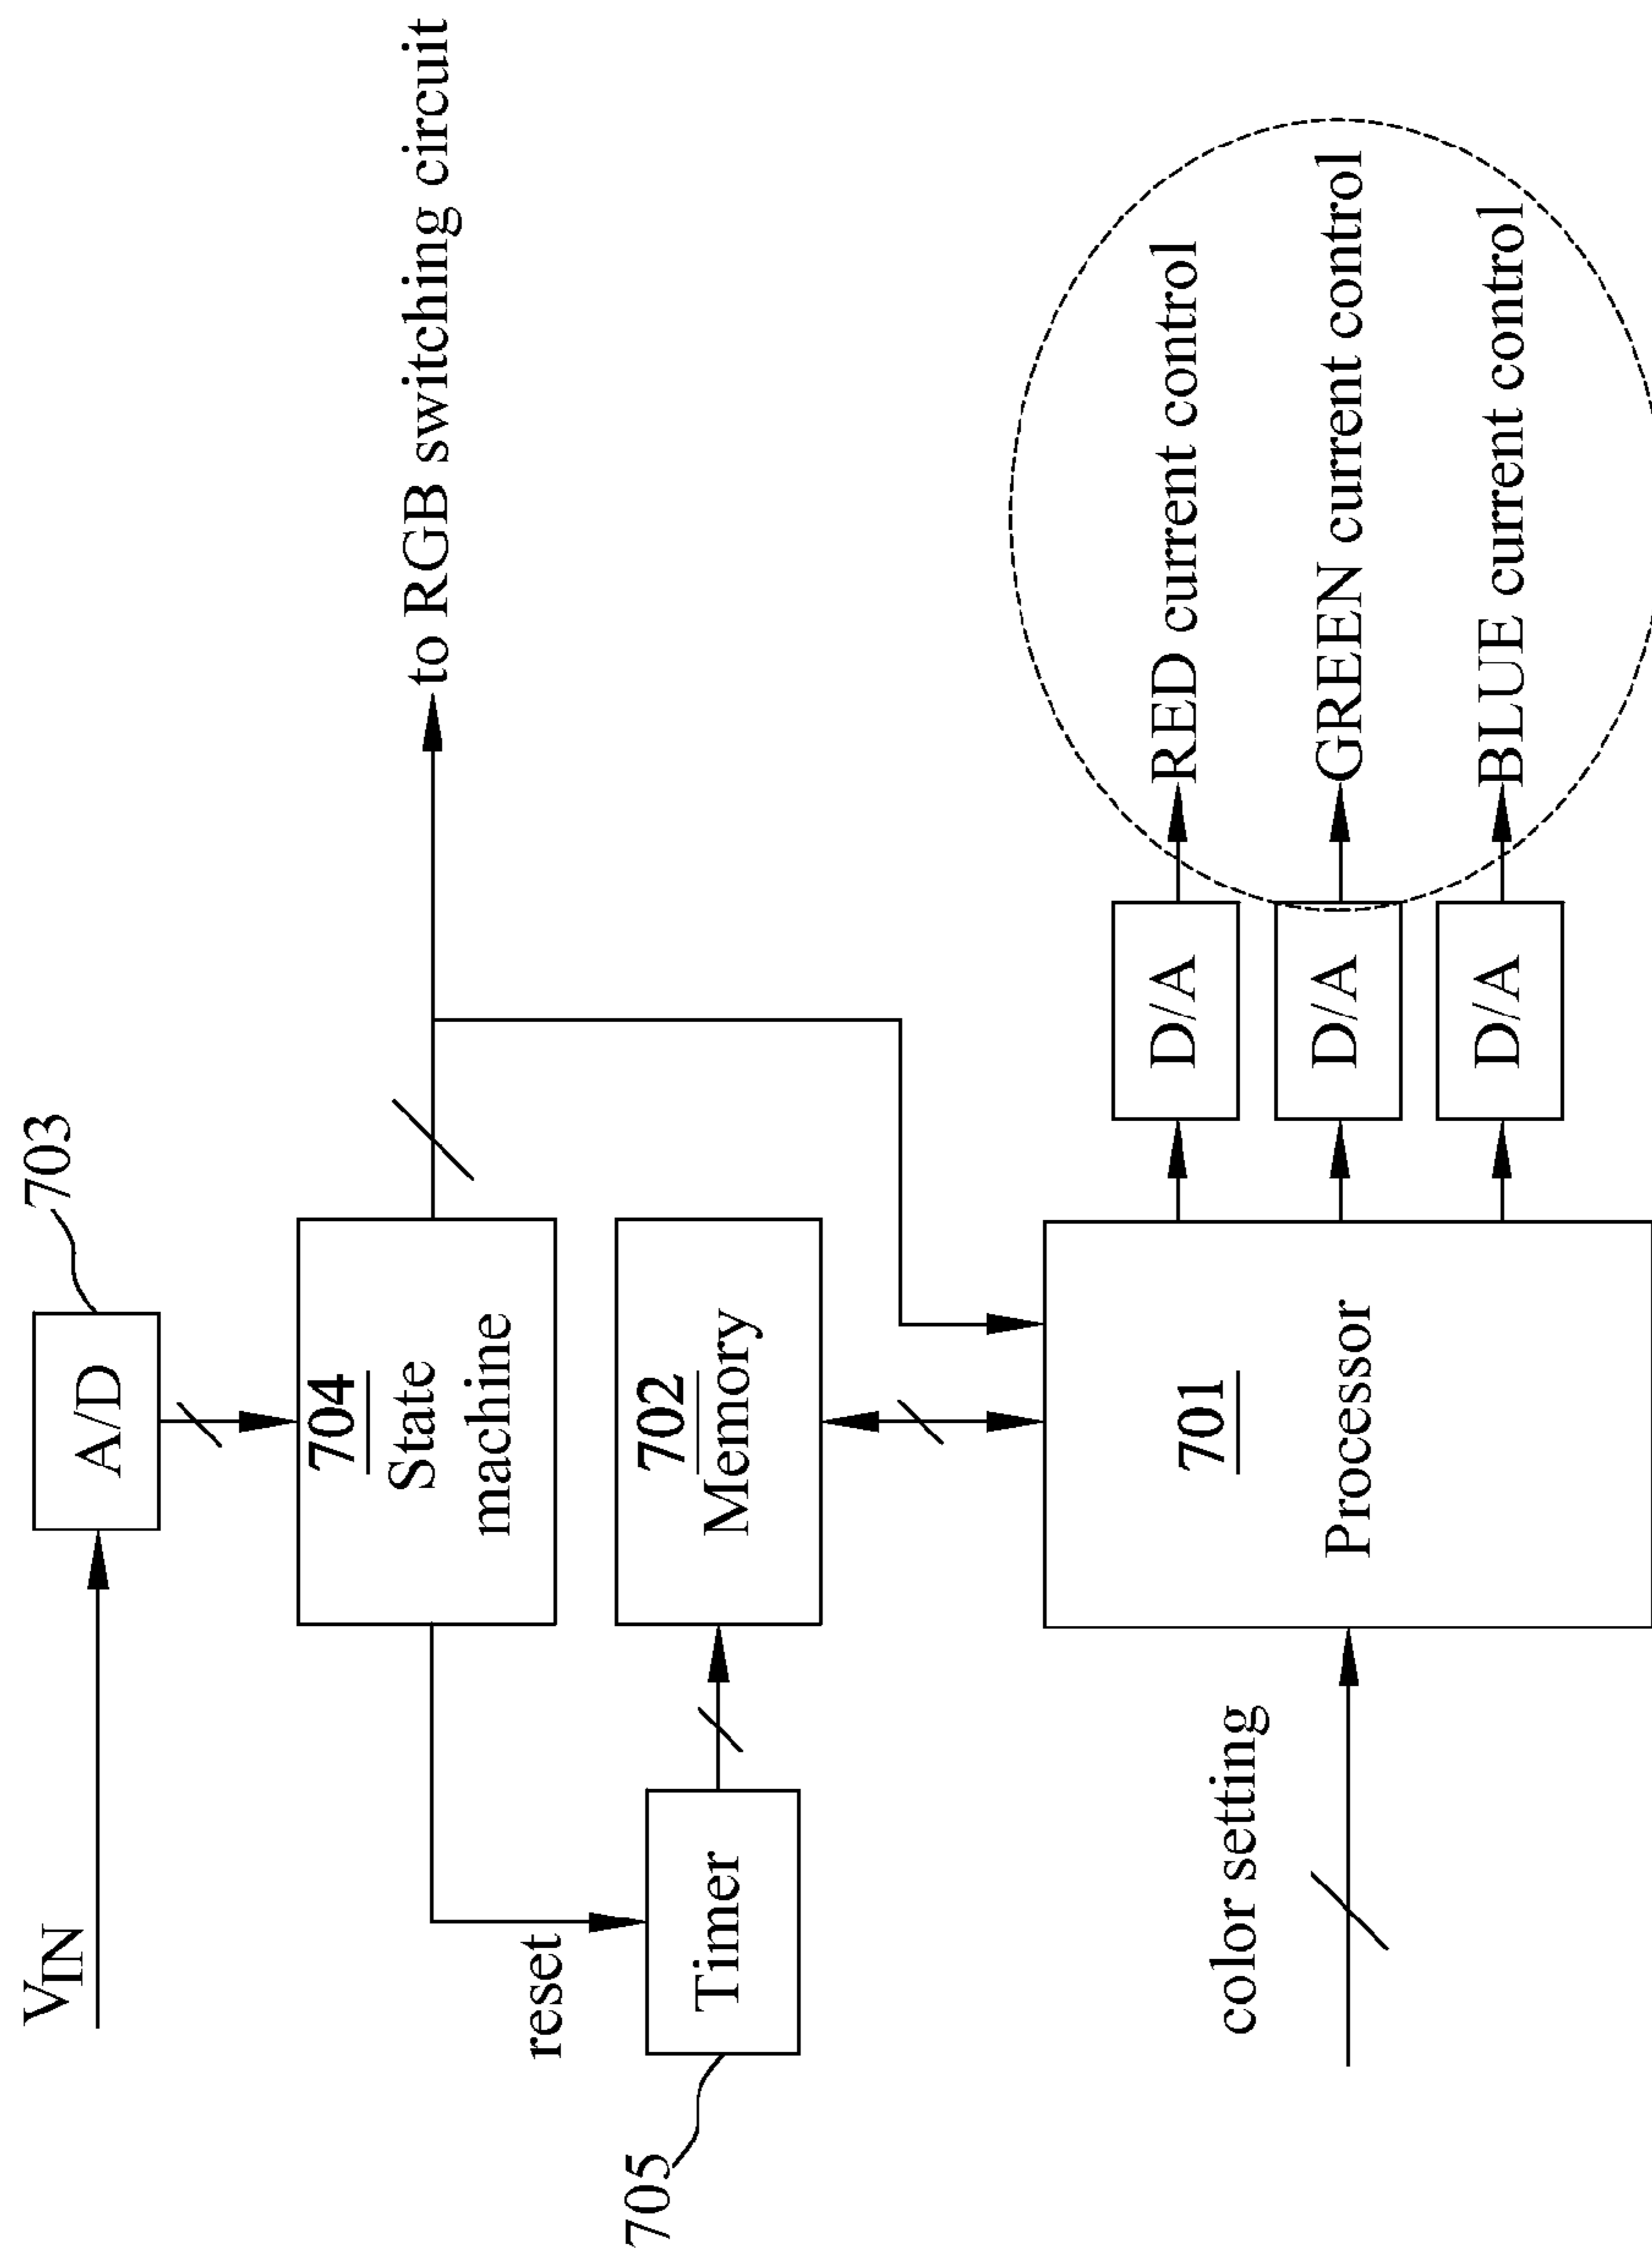 V_IN
A/D
703
704
State
machine
to RGB switching circuit
reset
705
Timer
702
Memory
color setting
701
Processor
D/A
RED current control
D/A
GREEN current control
D/A
BLUE current control